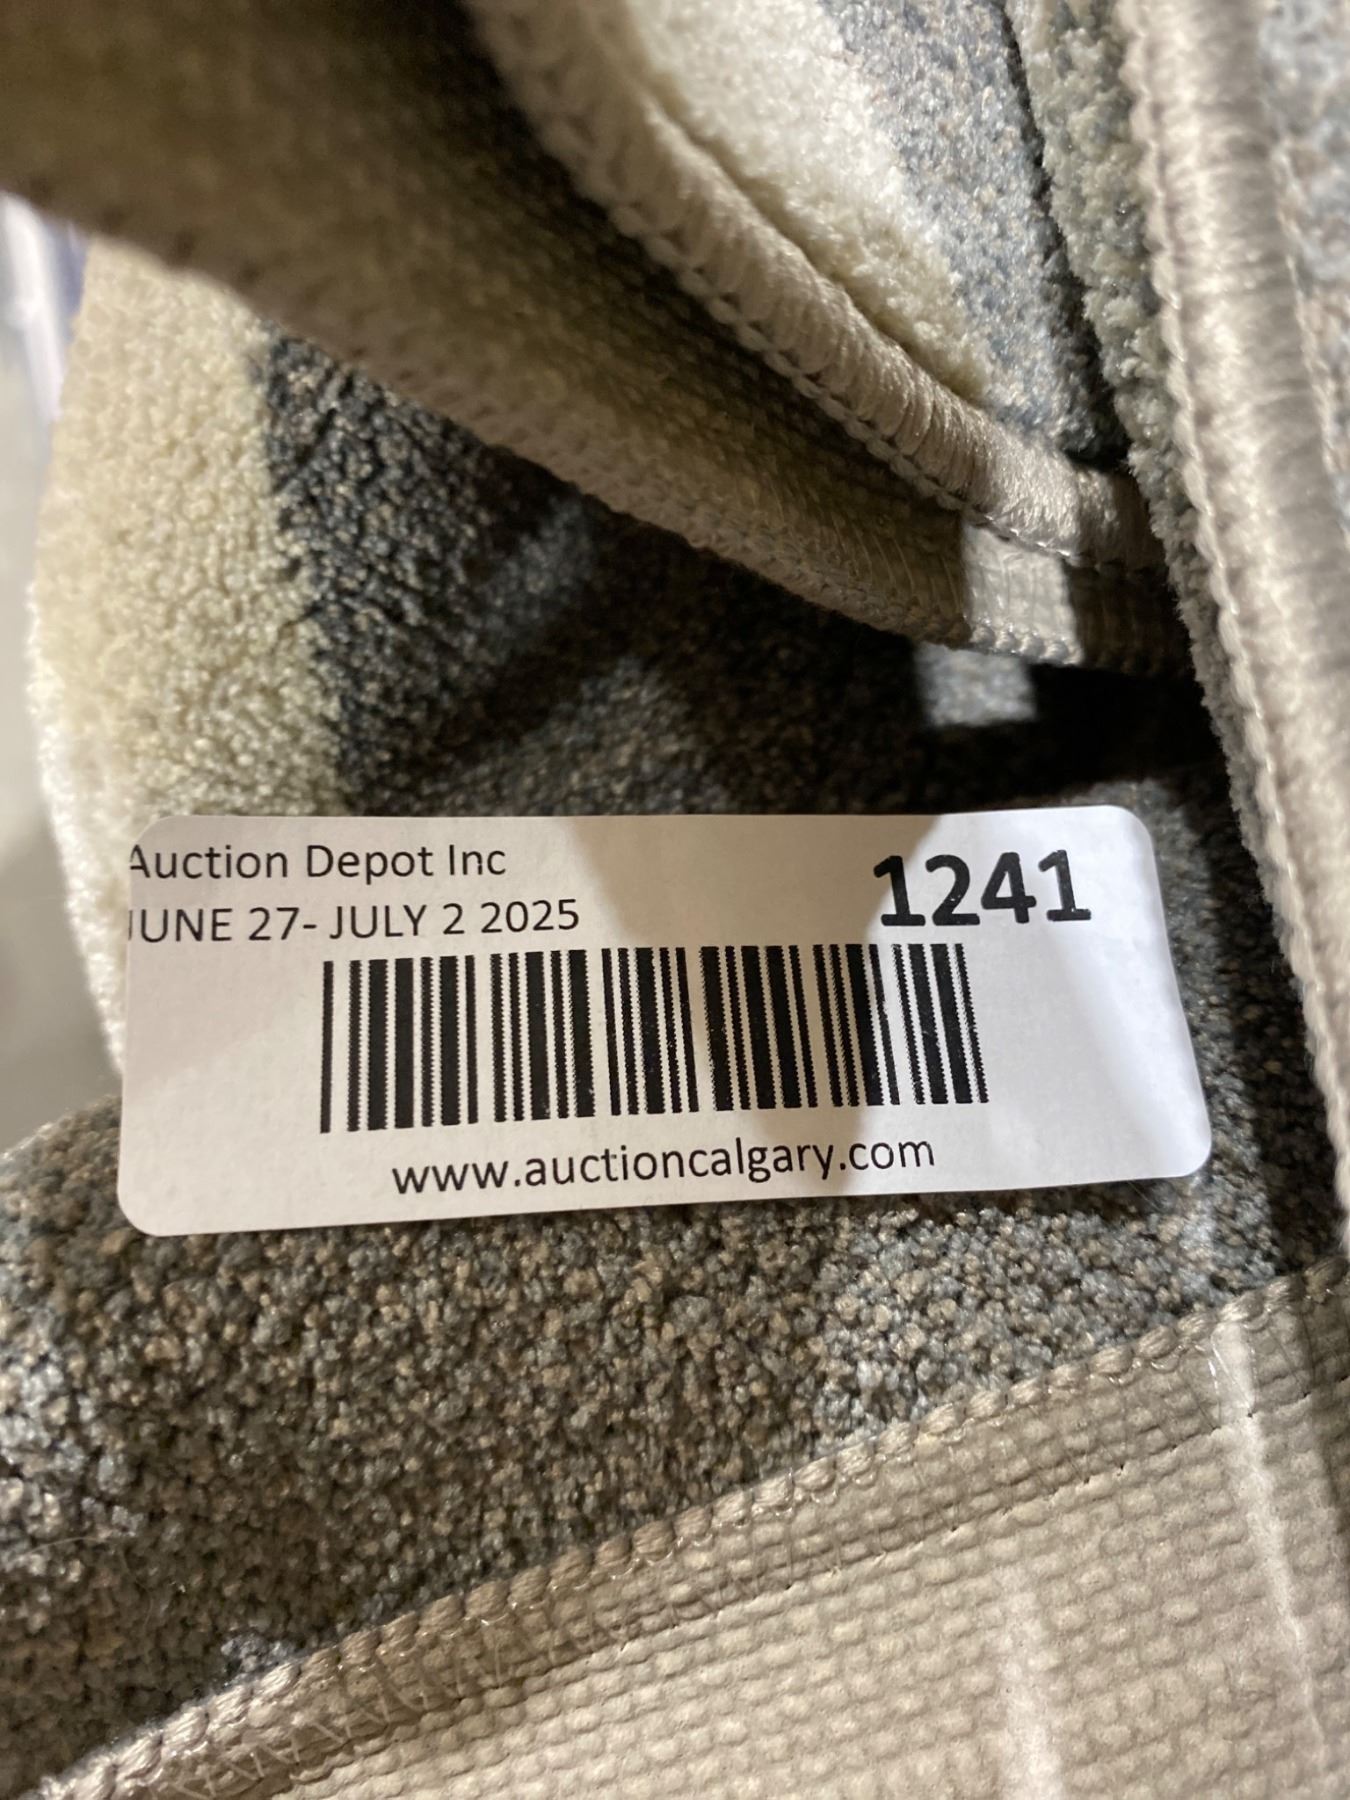 Auction Depot Inc
JUNE 27- JULY 2 2025
1241
www.auctioncalgary.com